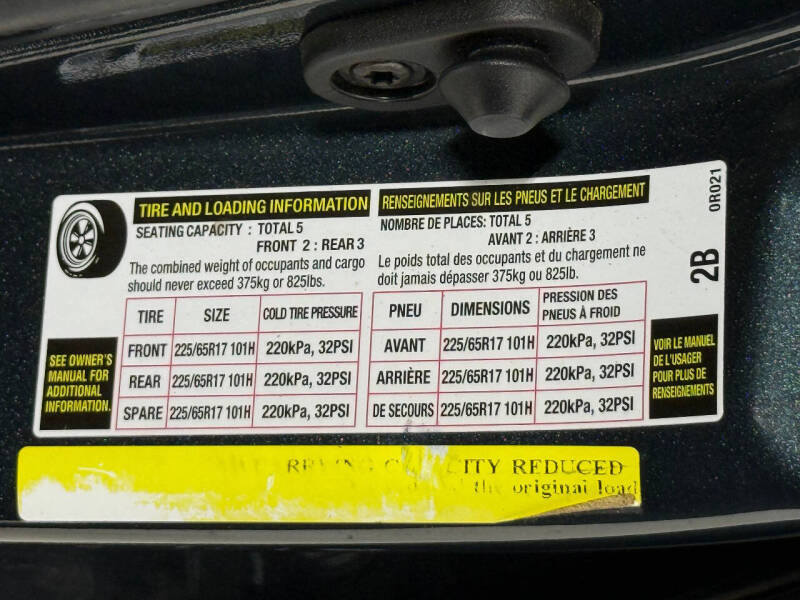 TIRE AND LOADING INFORMATION
SEATING CAPACITY : TOTAL 5
FRONT 2 : REAR 3
The combined weight of occupants and cargo
should never exceed 375kg or 825lbs.
RENSEIGNEMENTS SUR LES PNEUS ET LE CHARGEMENT
NOMBRE DE PLACES: TOTAL 5
AVANT 2 : ARRIÈRE 3
Le poids total des occupants et du chargement ne
doit jamais dépasser 375kg ou 825lb.
TIRE SIZE COLD TIRE PRESSURE
FRONT 225/65R17 101H 220kPa, 32PSI
REAR 225/65R17 101H 220kPa, 32PSI
SPARE 225/65R17 101H 220kPa, 32PSI
PNEU DIMENSIONS PRESSION DES
PNEUS À FROID
AVANT 225/65R17 101H 220kPa, 32PSI
ARRIÈRE 225/65R17 101H 220kPa, 32PSI
DE SECOURS 225/65R17 101H 220kPa, 32PSI
SEE OWNER'S
MANUAL FOR
ADDITIONAL
INFORMATION.
VOIR LE MANUEL
DE L'USAGER
POUR PLUS DE
RENSEIGNEMENTS
2B
0R021
REDUCED
the original load